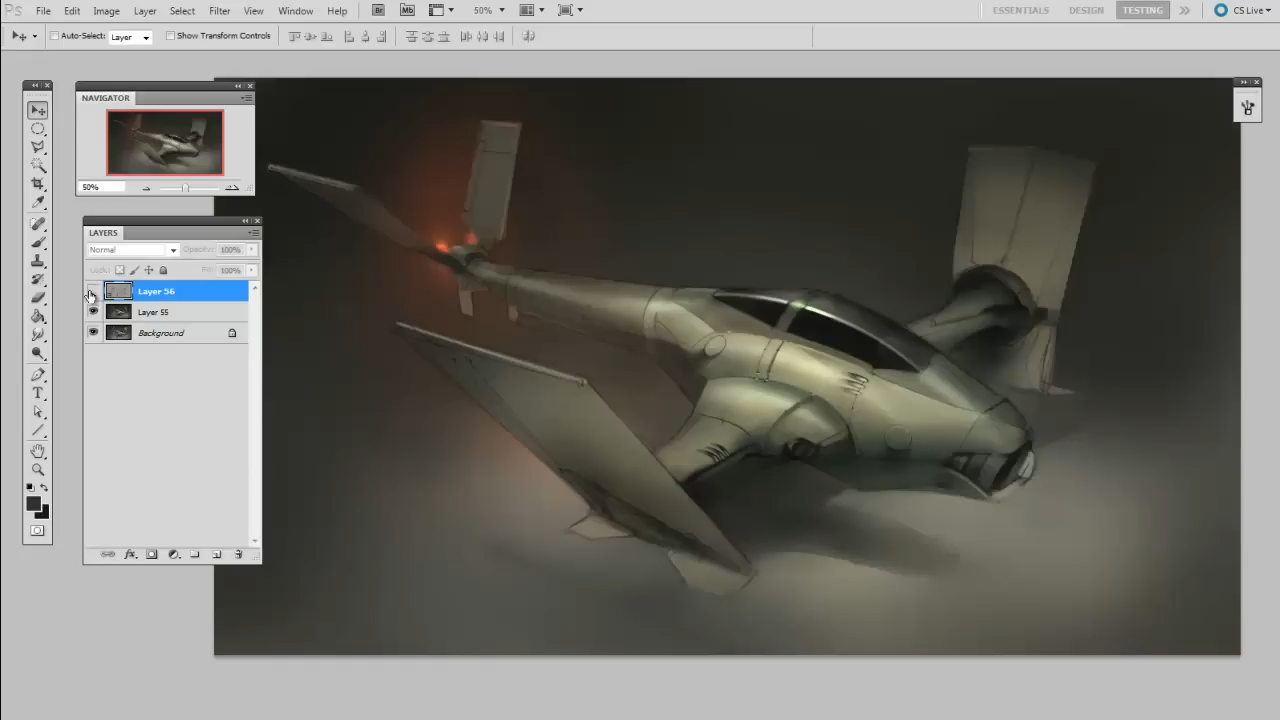 Ps File Edit Image Layer Select Filter View Window Help Br Mb 50% ESSENTIALS DESIGN TESTING CS Live
Auto-Select: Layer Show Transform Controls
NAVIGATOR
50%
LAYERS
Normal Opacity: 100%
Lock: Fill: 100%
Layer 56
Layer 55
Background
fx